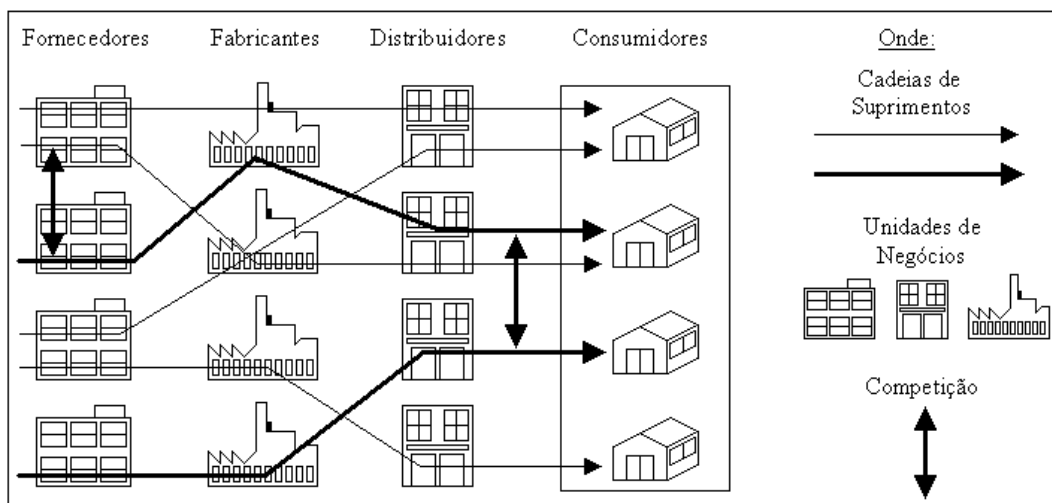 Fornecedores
Fabricantes
Distribuidores
Consumidores
Onde:
Cadeias de
Suprimentos
Unidades de
Negócios
Competição